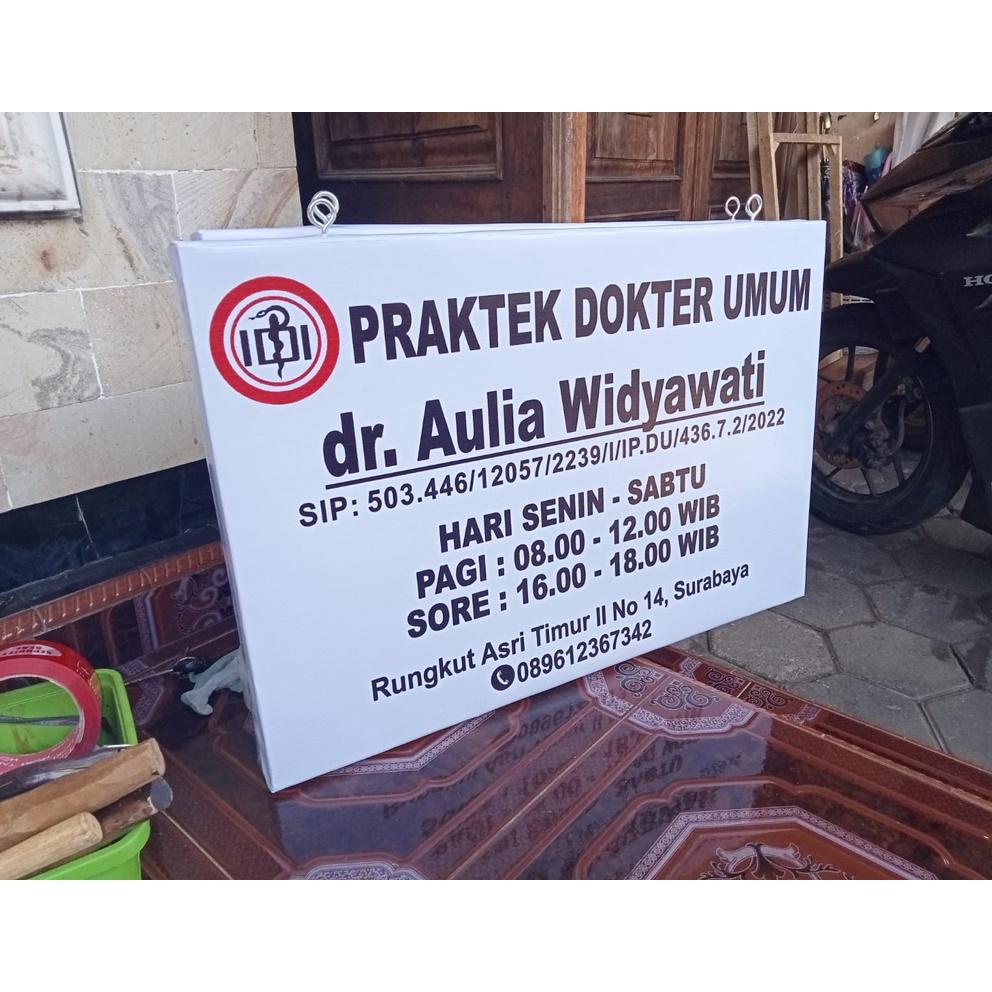 IDI
PRAKTEK DOKTER UMUM
dr. Aulia Widyawati
SIP: 503.446/12057/2239/I/IP.DU/436.7.2/2022
HARI SENIN - SABTU
PAGI : 08.00 - 12.00 WIB
SORE : 16.00 - 18.00 WIB
Rungkut Asri Timur II No 14, Surabaya
089612367342
HO